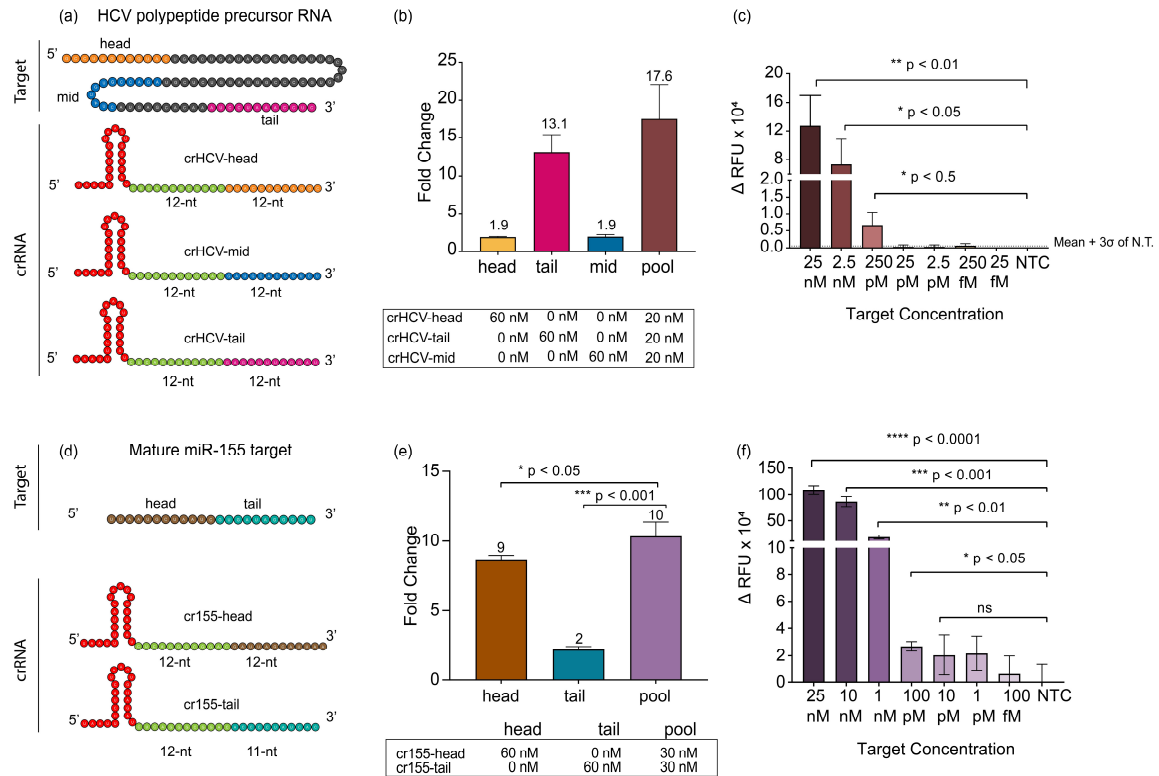 (a) HCV polypeptide precursor RNA
Target
5'
head
mid
3'
tail
crRNA
crHCV-head
5'
3'
12-nt 12-nt
crHCV-mid
5'
3'
12-nt 12-nt
crHCV-tail
5'
3'
12-nt 12-nt
(b)
Fold Change
25
20
15
10
5
0
1.9
13.1
1.9
17.6
head tail mid pool
crHCV-head 60 nM 0 nM 0 nM 20 nM
crHCV-tail 0 nM 60 nM 0 nM 20 nM
crHCV-mid 0 nM 0 nM 60 nM 20 nM
(c)
Δ RFU x 10⁴
20
16
12
8
4
2.0
1.5
1.0
0.5
0.0
** p < 0.01
* p < 0.05
* p < 0.5
Mean + 3σ of N.T.
25 2.5 250 25 2.5 250 25 NTC
nM nM pM pM pM fM fM
Target Concentration
(d) Mature miR-155 target
Target
head tail
5' 3'
crRNA
cr155-head
5'
3'
12-nt 12-nt
cr155-tail
5'
3'
12-nt 11-nt
(e)
Fold Change
15
10
5
0
* p < 0.05
*** p < 0.001
9
2
10
head tail pool
head tail pool
cr155-head 60 nM 0 nM 30 nM
cr155-tail 0 nM 60 nM 30 nM
(f)
Δ RFU x 10⁴
150
100
50
10
8
6
4
2
0
**** p < 0.0001
*** p < 0.001
** p < 0.01
* p < 0.05
ns
25 10 1 100 10 1 100 NTC
nM nM nM pM pM pM fM
Target Concentration